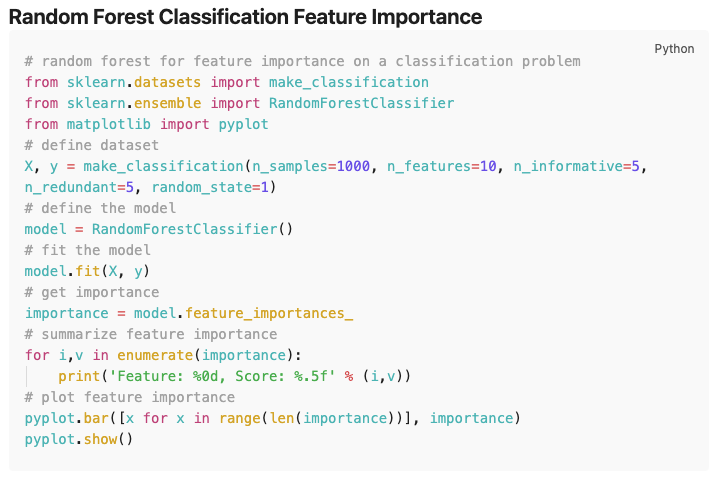 Random Forest Classification Feature Importance
Python
# random forest for feature importance on a classification problem
from sklearn.datasets import make_classification
from sklearn.ensemble import RandomForestClassifier
from matplotlib import pyplot
# define dataset
X, y = make_classification(n_samples=1000, n_features=10, n_informative=5,
n_redundant=5, random_state=1)
# define the model
model = RandomForestClassifier()
# fit the model
model.fit(X, y)
# get importance
importance = model.feature_importances_
# summarize feature importance
for i,v in enumerate(importance):
    print('Feature: %0d, Score: %.5f' % (i,v))
# plot feature importance
pyplot.bar([x for x in range(len(importance))], importance)
pyplot.show()